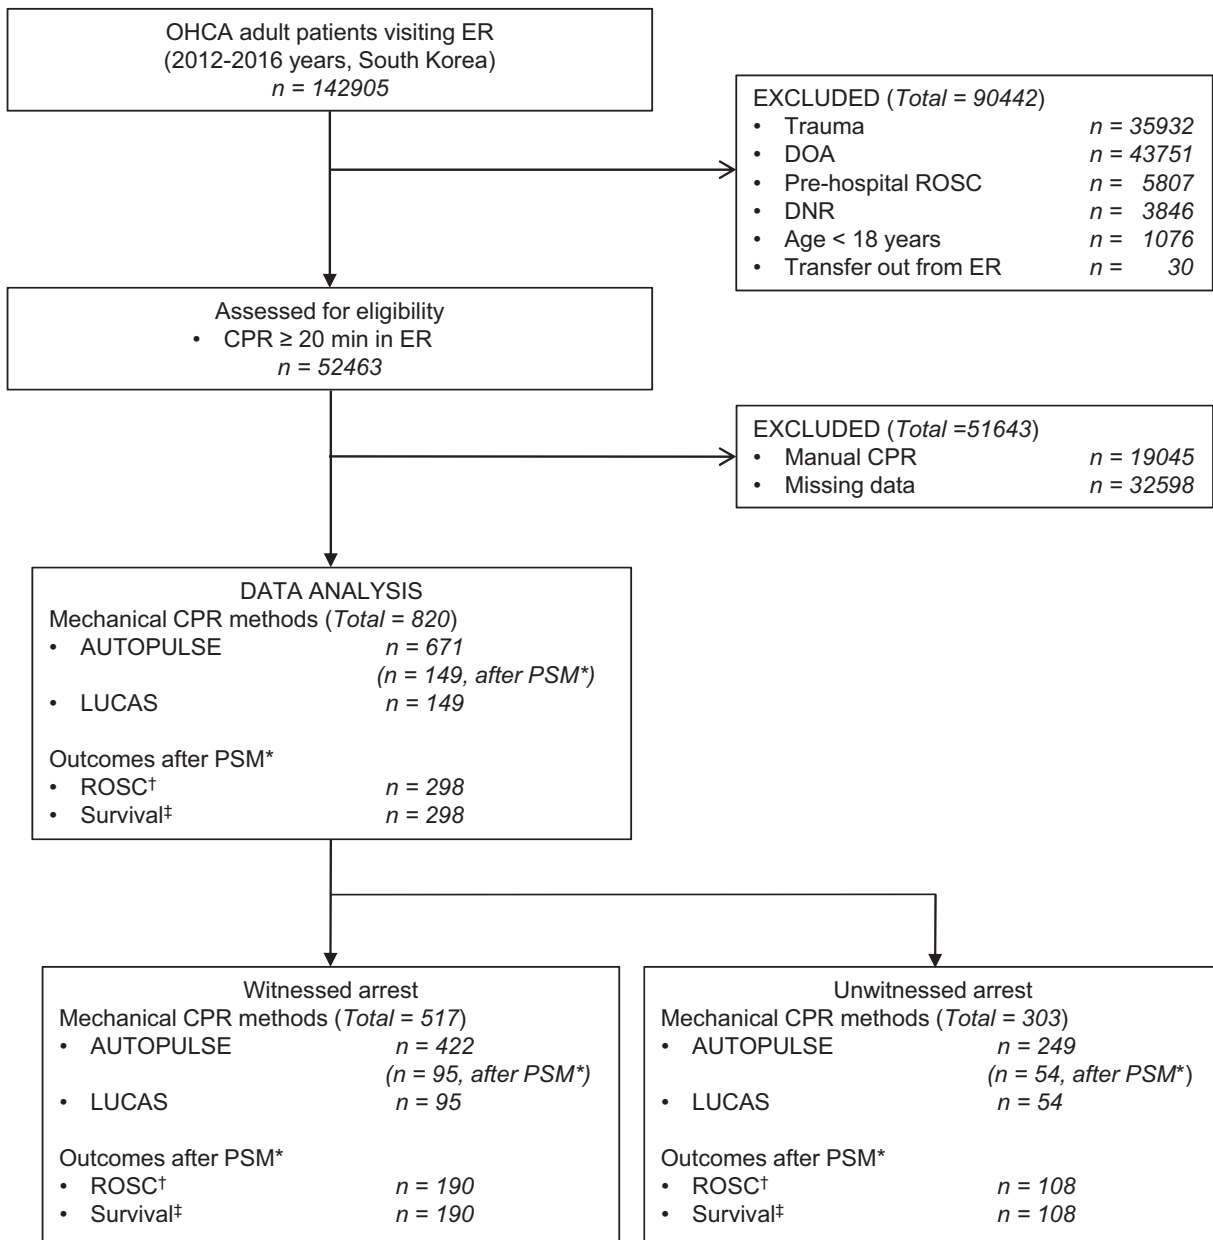 OHCA adult patients visiting ER
(2012-2016 years, South Korea)
n = 142905
EXCLUDED (Total = 90442)
• Trauma n = 35932
• DOA n = 43751
• Pre-hospital ROSC n = 5807
• DNR n = 3846
• Age < 18 years n = 1076
• Transfer out from ER n = 30
Assessed for eligibility
• CPR ≥ 20 min in ER
n = 52463
EXCLUDED (Total =51643)
• Manual CPR n = 19045
• Missing data n = 32598
DATA ANALYSIS
Mechanical CPR methods (Total = 820)
• AUTOPULSE n = 671
(n = 149, after PSM*)
• LUCAS n = 149
Outcomes after PSM*
• ROSC† n = 298
• Survival‡ n = 298
Witnessed arrest
Mechanical CPR methods (Total = 517)
• AUTOPULSE n = 422
(n = 95, after PSM*)
• LUCAS n = 95
Outcomes after PSM*
• ROSC† n = 190
• Survival‡ n = 190
Unwitnessed arrest
Mechanical CPR methods (Total = 303)
• AUTOPULSE n = 249
(n = 54, after PSM*)
• LUCAS n = 54
Outcomes after PSM*
• ROSC† n = 108
• Survival‡ n = 108